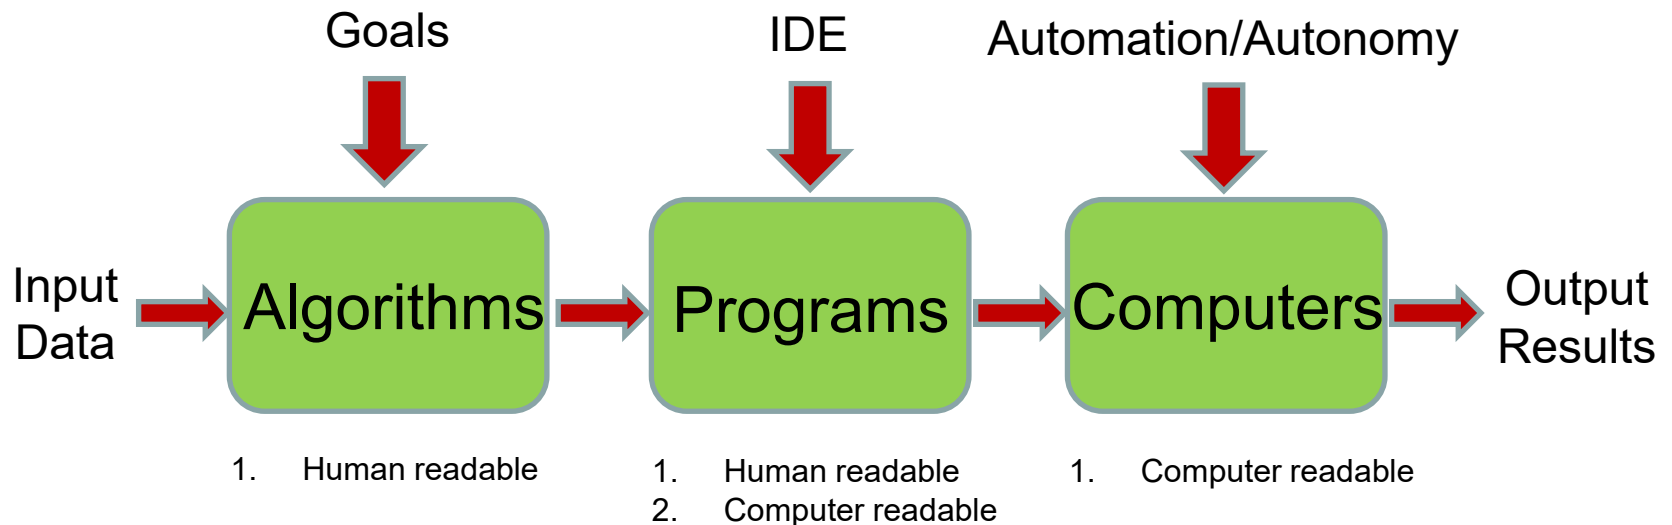 Goals
IDE
Automation/Autonomy
Input
Data
Algorithms
Programs
Computers
Output
Results
1. Human readable
1. Human readable
2. Computer readable
1. Computer readable